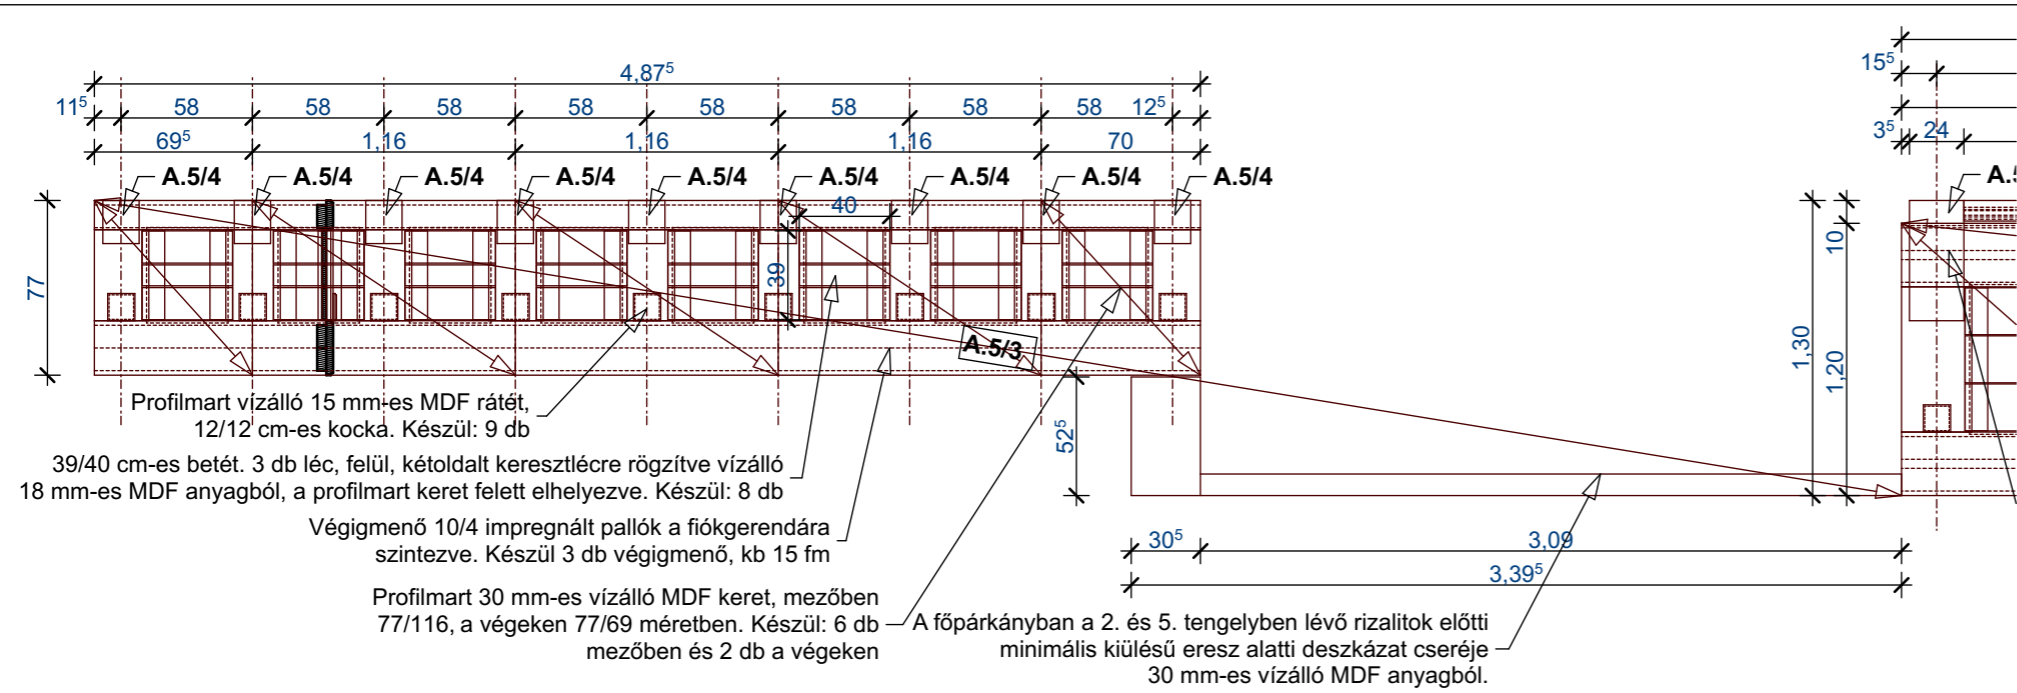 4,87⁵
15⁵
11⁵ 58 58 58 58 58 58 58 58 12⁵
69⁵ 1,16 1,16 1,16 70
3⁵ 24
A.5/4 A.5/4 A.5/4 A.5/4 A.5/4 A.5/4 A.5/4 A.5/4 A.5/4
40
10
77
39
A.5/3
1,30
1,20
52⁵
Profilmart vízálló 15 mm-es MDF rátét,
12/12 cm-es kocka. Készül: 9 db
39/40 cm-es betét. 3 db léc, felül, kétoldalt keresztlécre rögzítve vízálló
18 mm-es MDF anyagból, a profilmart keret felett elhelyezve. Készül: 8 db
Végigmenő 10/4 impregnált pallók a fiókgerendára
szintezve. Készül 3 db végigmenő, kb 15 fm
30⁵ 3,09
3,39⁵
Profilmart 30 mm-es vízálló MDF keret, mezőben
77/116, a végeken 77/69 méretben. Készül: 6 db
mezőben és 2 db a végeken
A főpárkányban a 2. és 5. tengelyben lévő rizalitok előtti
minimális kiülésű eresz alatti deszkázat cseréje
30 mm-es vízálló MDF anyagból.